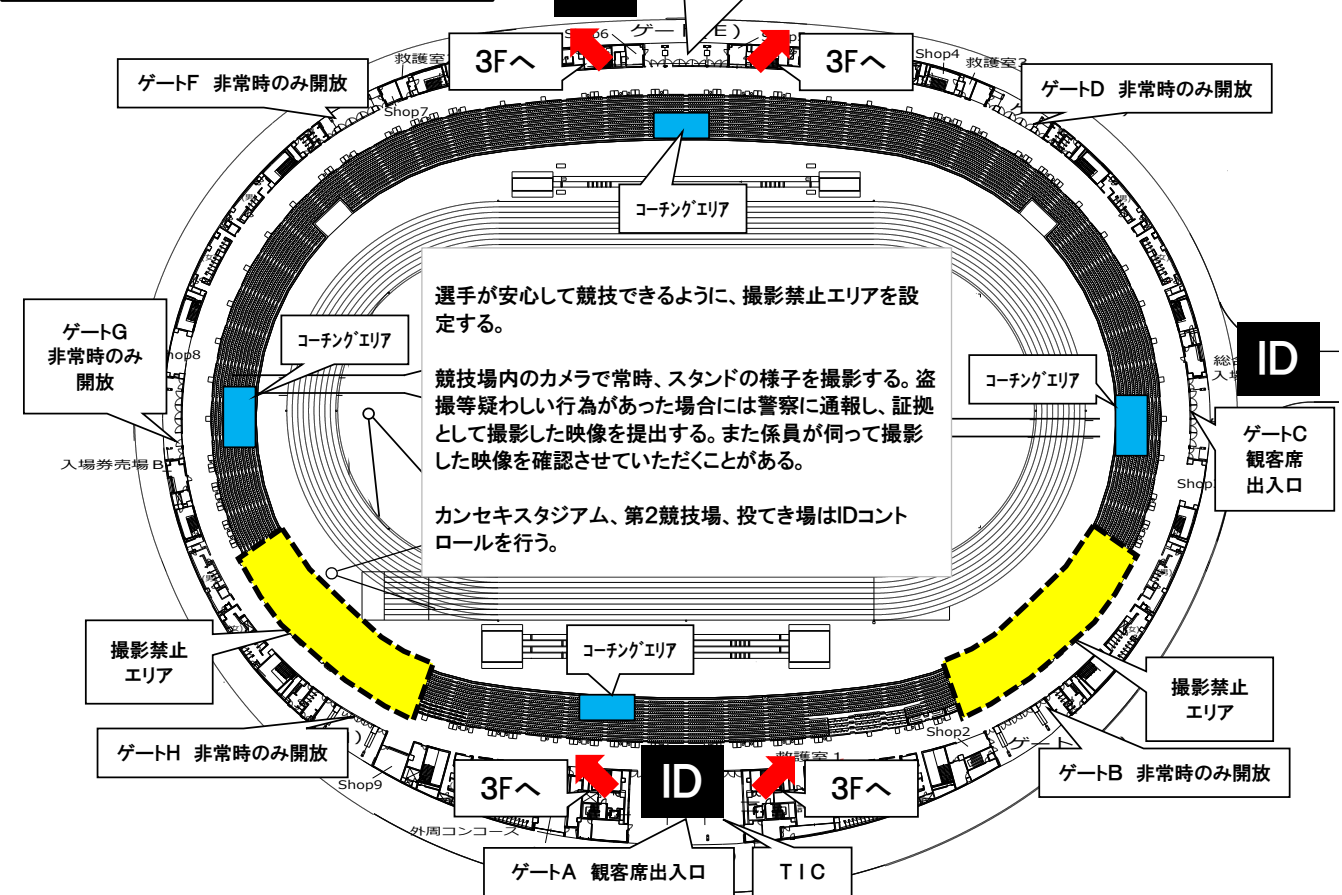 Shop6
ゲート(E)
3Fへ
3Fへ
救護室
Shop4
救護室2
ゲートF 非常時のみ開放
ゲートD 非常時のみ開放
Shop7
コーチングエリア
選手が安心して競技できるように、撮影禁止エリアを設
定する。
競技場内のカメラで常時、スタンドの様子を撮影する。盗
撮等疑わしい行為があった場合には警察に通報し、証拠
として撮影した映像を提出する。また係員が伺って撮影
した映像を確認させていただくことがある。
カンセキスタジアム、第2競技場、投てき場はIDコント
ロールを行う。
ゲートG
非常時のみ
開放
コーチングエリア
コーチングエリア
ID
ゲートC
観客席
出入口
入場券売場B
撮影禁止
エリア
コーチングエリア
撮影禁止
エリア
ゲートH 非常時のみ開放
Shop9
Shop2
救護室1
ゲートB 非常時のみ開放
3Fへ
ID
3Fへ
外周コンコース
ゲートA 観客席出入口
TIC